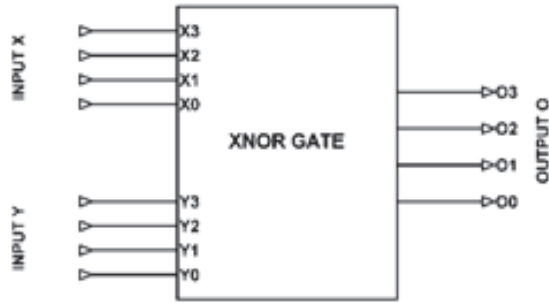 INPUT X
X3
X2
X1
X0
XNOR GATE
O3
O2
O1
O0
OUTPUT O
INPUT Y
Y3
Y2
Y1
Y0